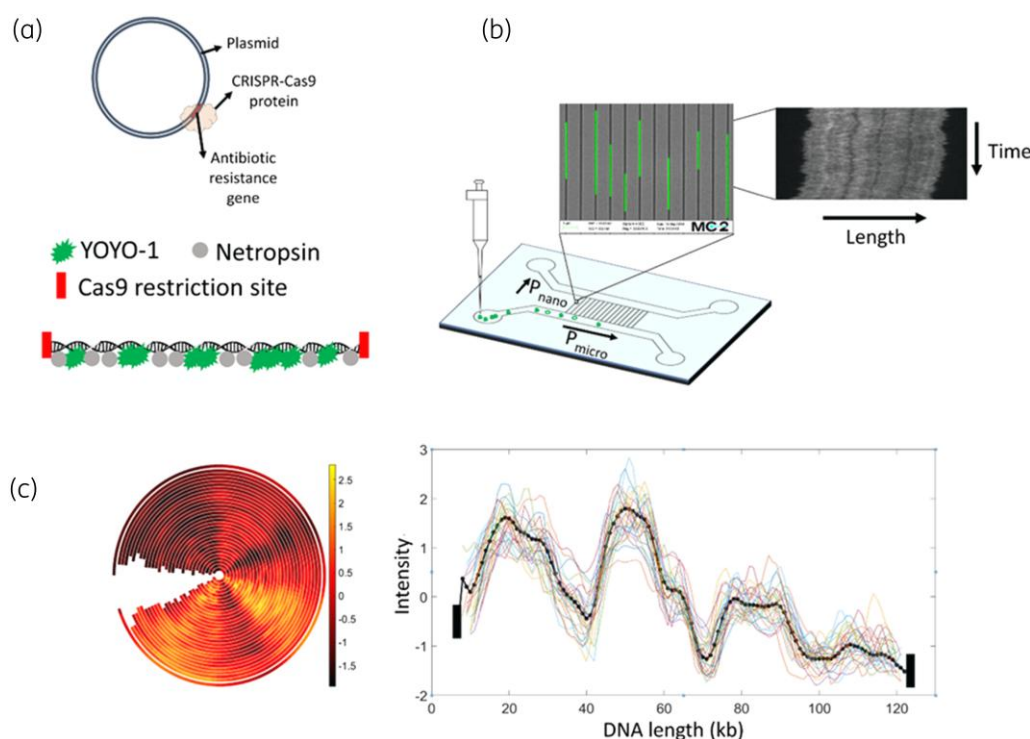 (a)
Plasmid
CRISPR-Cas9
protein
Antibiotic
resistance
gene
YOYO-1
Netropsin
Cas9 restriction site
(b)
MC2
Time
Length
P nano
P micro
(c)
2.5
2
1.5
1
0.5
0
-0.5
-1
-1.5
3
2
1
0
-1
-2
Intensity
0
20
40
60
80
100
120
DNA length (kb)